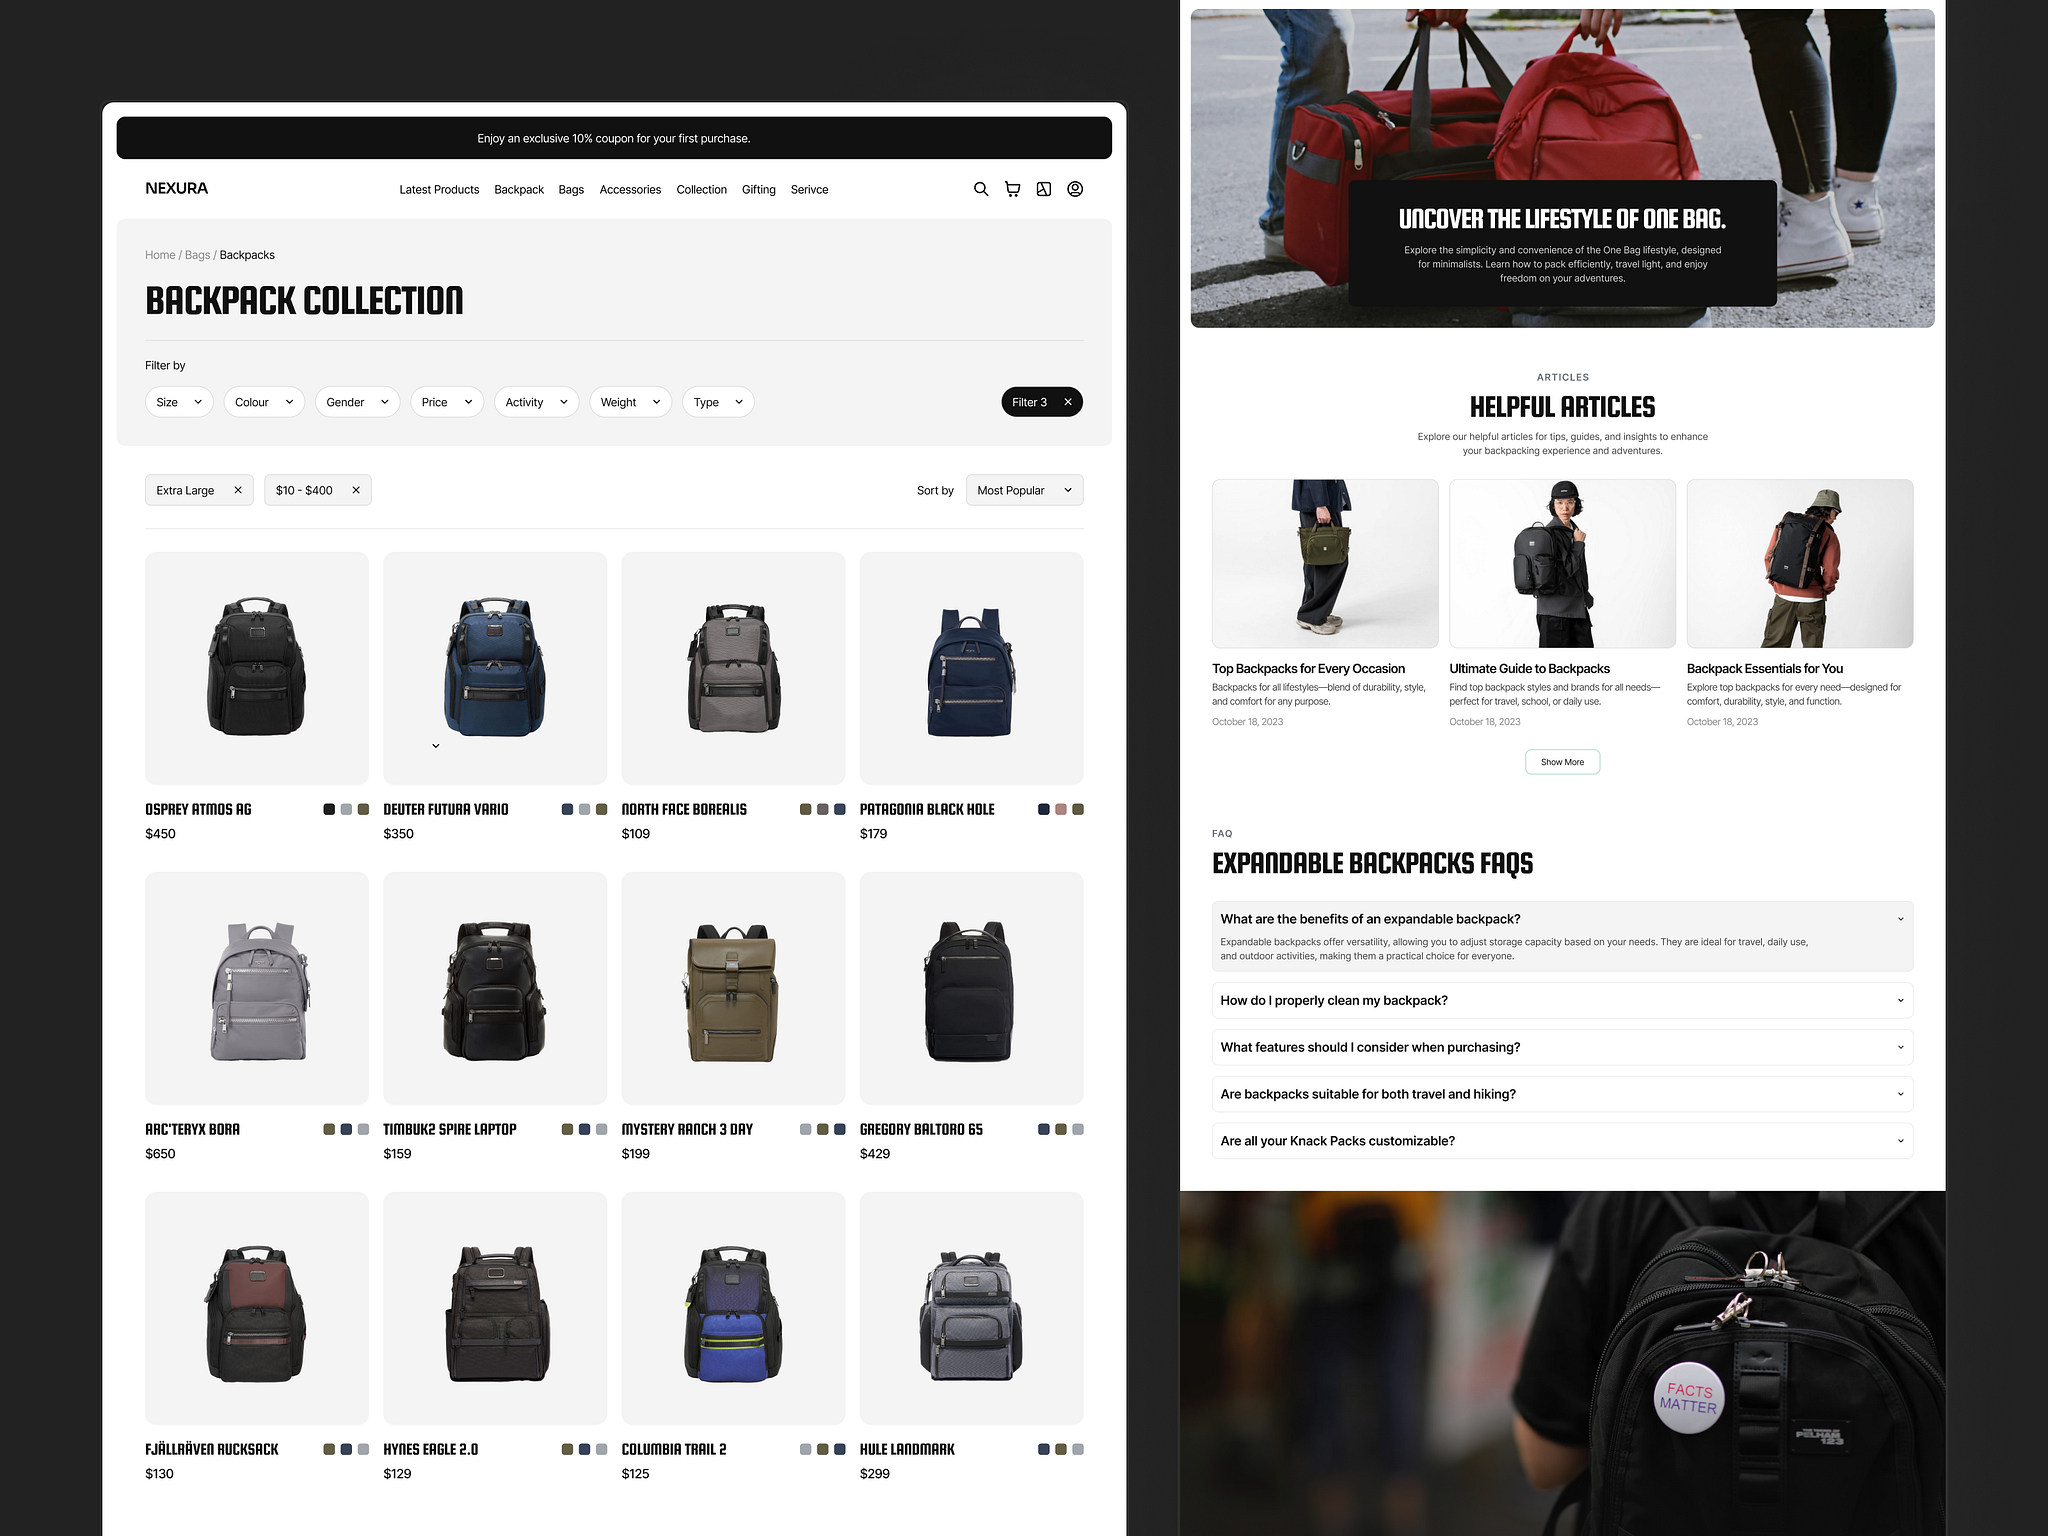 Enjoy an exclusive 10% coupon for your first purchase.
NEXURA
Latest Products Backpack Bags Accessories Collection Gifting Serivce
Home / Bags / Backpacks
BACKPACK COLLECTION
Filter by
Size Colour Gender Price Activity Weight Type Filter 3
Extra Large $10 - $400 Sort by Most Popular
OSPREY ATMOS AG DEUTER FUTURA VARIO NORTH FACE BOREALIS PATAGONIA BLACK HOLE
$450 $350 $109 $179
ARC'TERYX BORA TIMBUK2 SPIRE LAPTOP MYSTERY RANCH 3 DAY GREGORY BALTORO 65
$650 $159 $199 $429
FJÄLLRÄVEN RUCKSACK HYNES EAGLE 2.0 COLUMBIA TRAIL 2 HULE LANDMARK
$130 $129 $125 $299
UNCOVER THE LIFESTYLE OF ONE BAG.
Explore the simplicity and convenience of the One Bag lifestyle, designed
for minimalists. Learn how to pack efficiently, travel light, and enjoy
freedom on your adventures.
ARTICLES
HELPFUL ARTICLES
Explore our helpful articles for tips, guides, and insights to enhance
your backpacking experience and adventures.
Top Backpacks for Every Occasion
Backpacks for all lifestyles—blend of durability, style,
and comfort for any purpose.
October 18, 2023
Ultimate Guide to Backpacks
Find top backpack styles and brands for all needs—
perfect for travel, school, or daily use.
October 18, 2023
Backpack Essentials for You
Explore top backpacks for every need—designed for
comfort, durability, style, and function.
October 18, 2023
Show More
FAQ
EXPANDABLE BACKPACKS FAQS
What are the benefits of an expandable backpack?
Expandable backpacks offer versatility, allowing you to adjust storage capacity based on your needs. They are ideal for travel, daily use,
and outdoor activities, making them a practical choice for everyone.
How do I properly clean my backpack?
What features should I consider when purchasing?
Are backpacks suitable for both travel and hiking?
Are all your Knack Packs customizable?
FACTS
MATTER
PELHAM
123